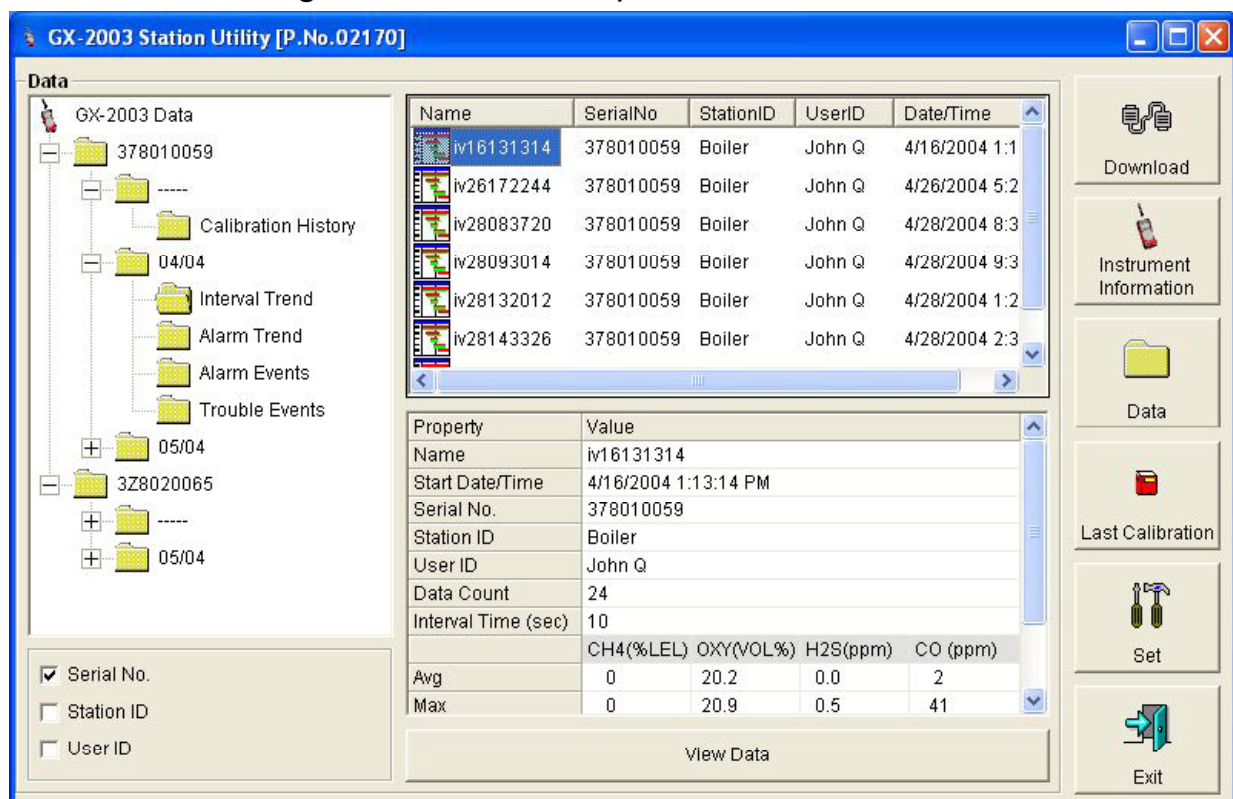 GX-2003 Station Utility [P.No.02170]
Data
GX-2003 Data
378010059
-----
Calibration History
04/04
Interval Trend
Alarm Trend
Alarm Events
Trouble Events
05/04
3Z8020065
-----
05/04
Serial No.
Station ID
User ID
Name SerialNo StationID UserID Date/Time
iv16131314 378010059 Boiler John Q 4/16/2004 1:1
iv26172244 378010059 Boiler John Q 4/26/2004 5:2
iv28083720 378010059 Boiler John Q 4/28/2004 8:3
iv28093014 378010059 Boiler John Q 4/28/2004 9:3
iv28132012 378010059 Boiler John Q 4/28/2004 1:2
iv28143326 378010059 Boiler John Q 4/28/2004 2:3
Property Value
Name iv16131314
Start Date/Time 4/16/2004 1:13:14 PM
Serial No. 378010059
Station ID Boiler
User ID John Q
Data Count 24
Interval Time (sec) 10
CH4(%LEL) OXY(VOL%) H2S(ppm) CO (ppm)
Avg 0 20.2 0.0 2
Max 0 20.9 0.5 41
View Data
Download
Instrument
Information
Data
Last Calibration
Set
Exit